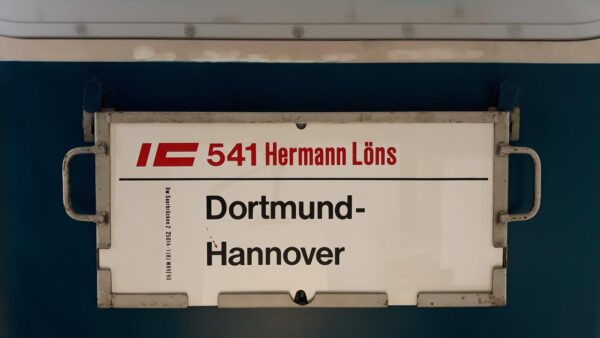 IC 541 Hermann Löns
Dortmund-
Hannover